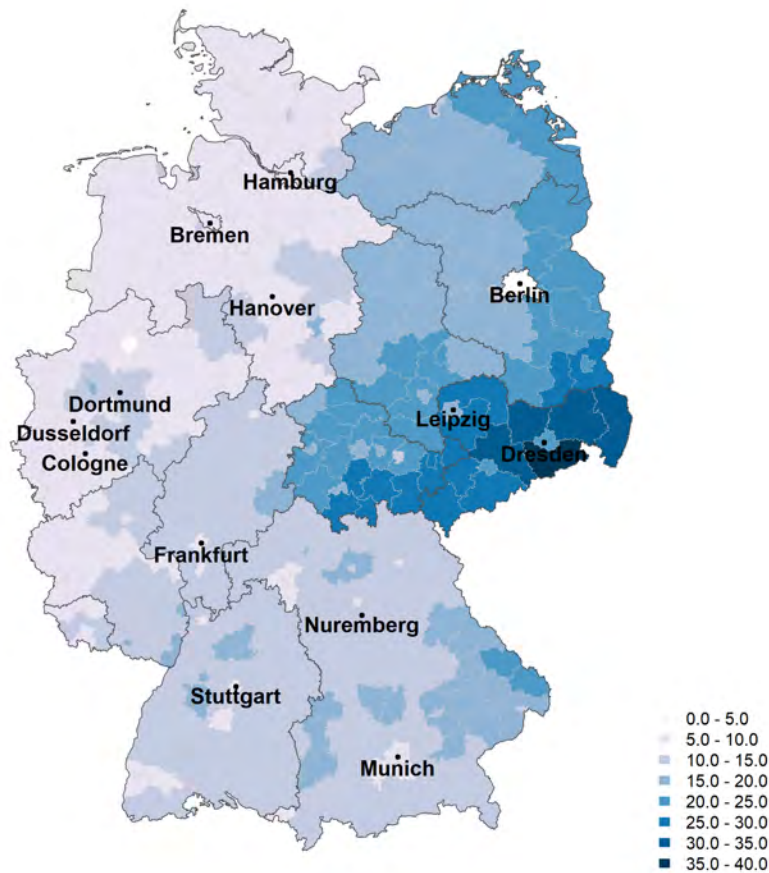 Hamburg
Bremen
Berlin
Hanover
Dortmund
Leipzig
Dusseldorf
Dresden
Cologne
Frankfurt
Nuremberg
Stuttgart
Munich
0.0 - 5.0
5.0 - 10.0
10.0 - 15.0
15.0 - 20.0
20.0 - 25.0
25.0 - 30.0
30.0 - 35.0
35.0 - 40.0